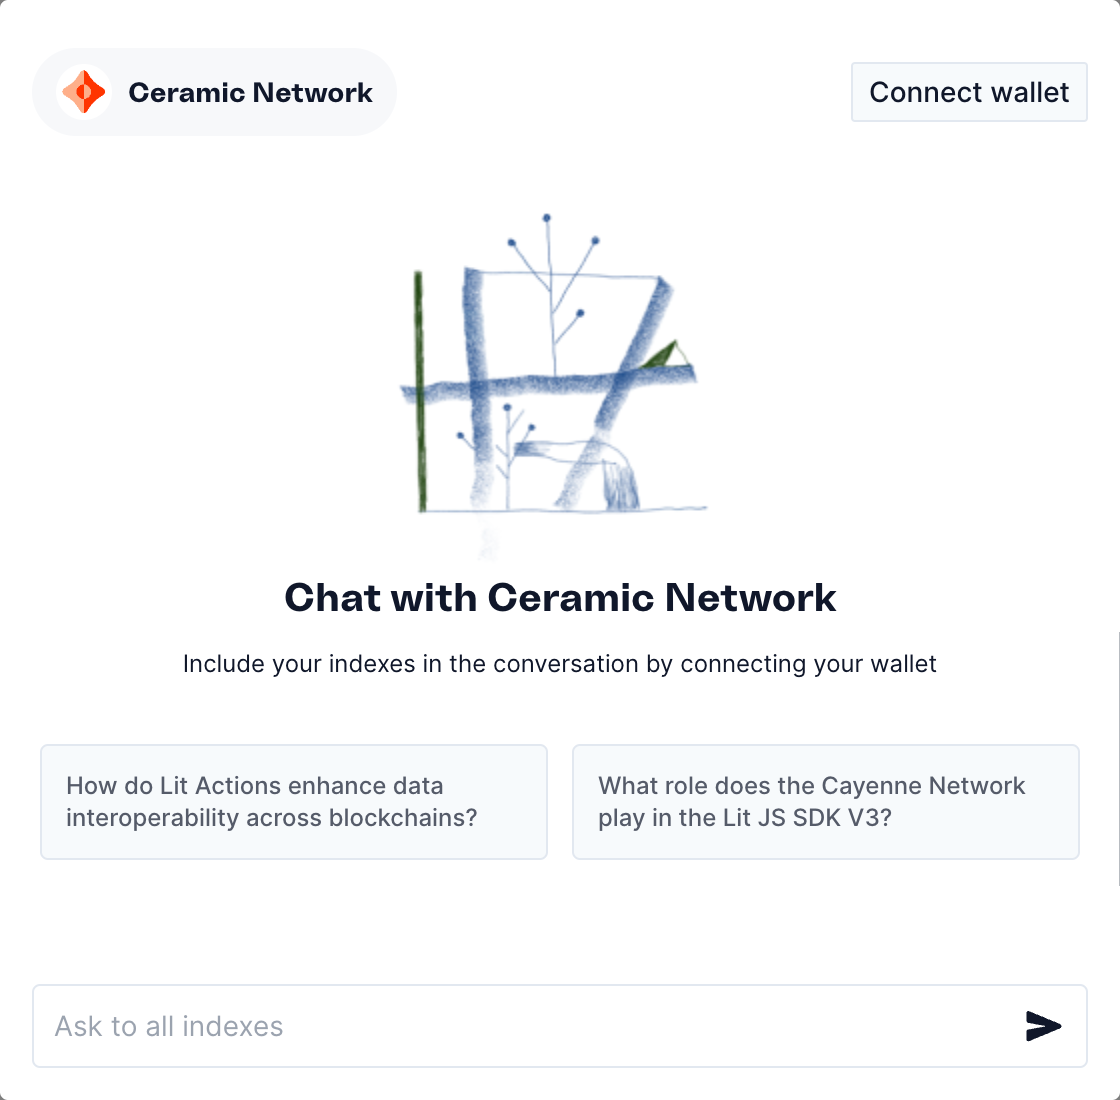 Ceramic Network
Connect wallet
Chat with Ceramic Network
Include your indexes in the conversation by connecting your wallet
How do Lit Actions enhance data
interoperability across blockchains?
What role does the Cayenne Network
play in the Lit JS SDK V3?
Ask to all indexes